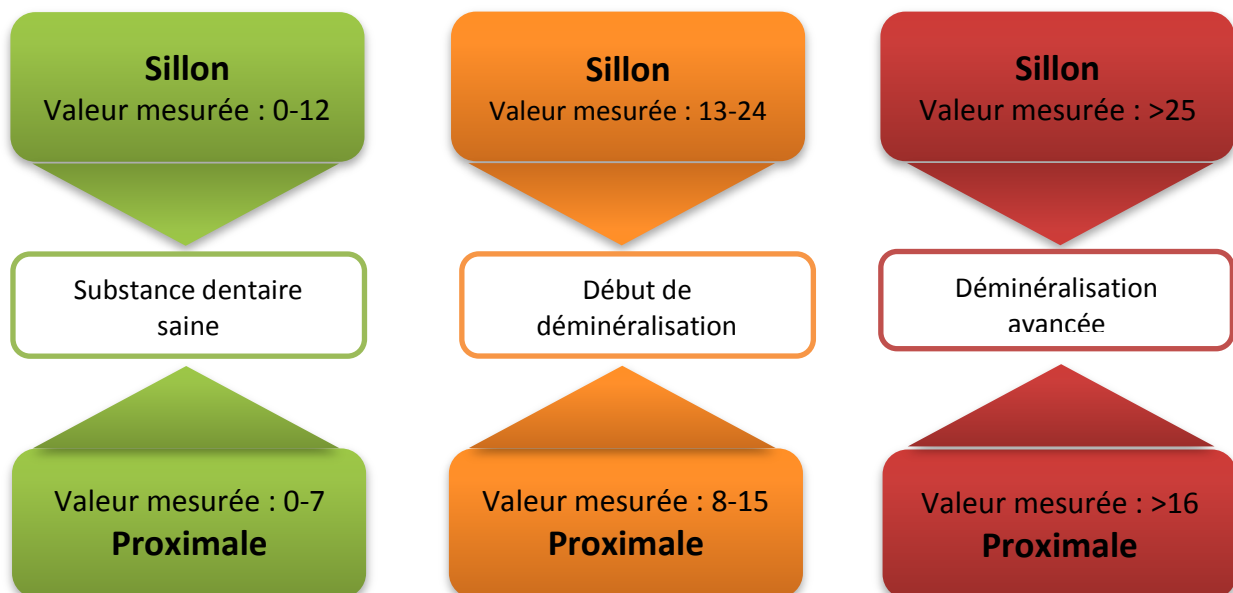 Sillon
Valeur mesurée : 0-12
Sillon
Valeur mesurée : 13-24
Sillon
Valeur mesurée : >25
Substance dentaire
saine
Début de
déminéralisation
Déminéralisation
avancée
Valeur mesurée : 0-7
Proximale
Valeur mesurée : 8-15
Proximale
Valeur mesurée : >16
Proximale